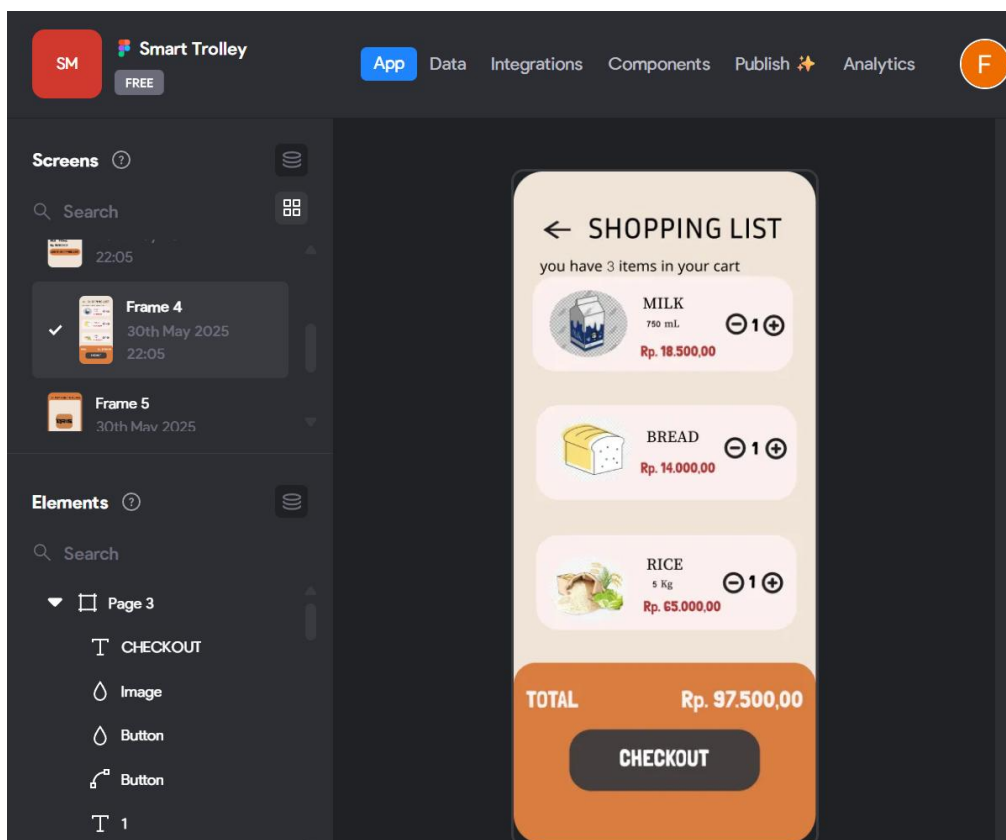 SM
Smart Trolley
FREE
App Data Integrations Components Publish Analytics
F
Screens ?
Search
22:05
Frame 4
30th May 2025
22:05
Frame 5
30th May 2025
Elements ?
Search
Page 3
CHECKOUT
Image
Button
Button
1
SHOPPING LIST
you have 3 items in your cart
MILK
750 mL
Rp. 18.500,00
1
BREAD
Rp. 14.000,00
1
RICE
5 Kg
Rp. 65.000,00
1
TOTAL Rp. 97.500,00
CHECKOUT